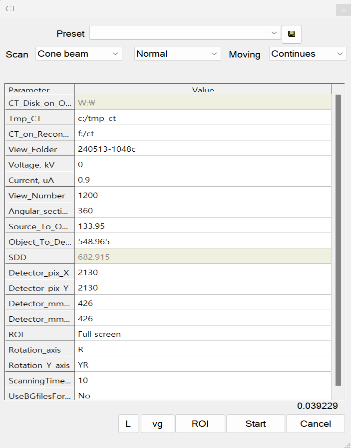 CT
Preset
Scan Cone beam Normal Moving Continues
Parameter Value
CT_Disk_on_O... W:₩
Tmp_CT c:/tmp_ct
CT_on_Recon... f:/ct
View_Folder 240513-1048c
Voltage, kV 0
Current, uA 0.9
View_Number 1200
Angular_secti... 360
Source_To_O... 133.95
Object_To_De... 548.965
SDD 682.915
Detector_pix_X 2130
Detector_pix_Y 2130
Detector_mm... 426
Detector_mm... 426
ROI Full screen
Rotation_axis R
Rotation_Y_axis YR
ScanningTime... 10
UseBGfilesFor... No
0.039229
L vg ROI Start Cancel